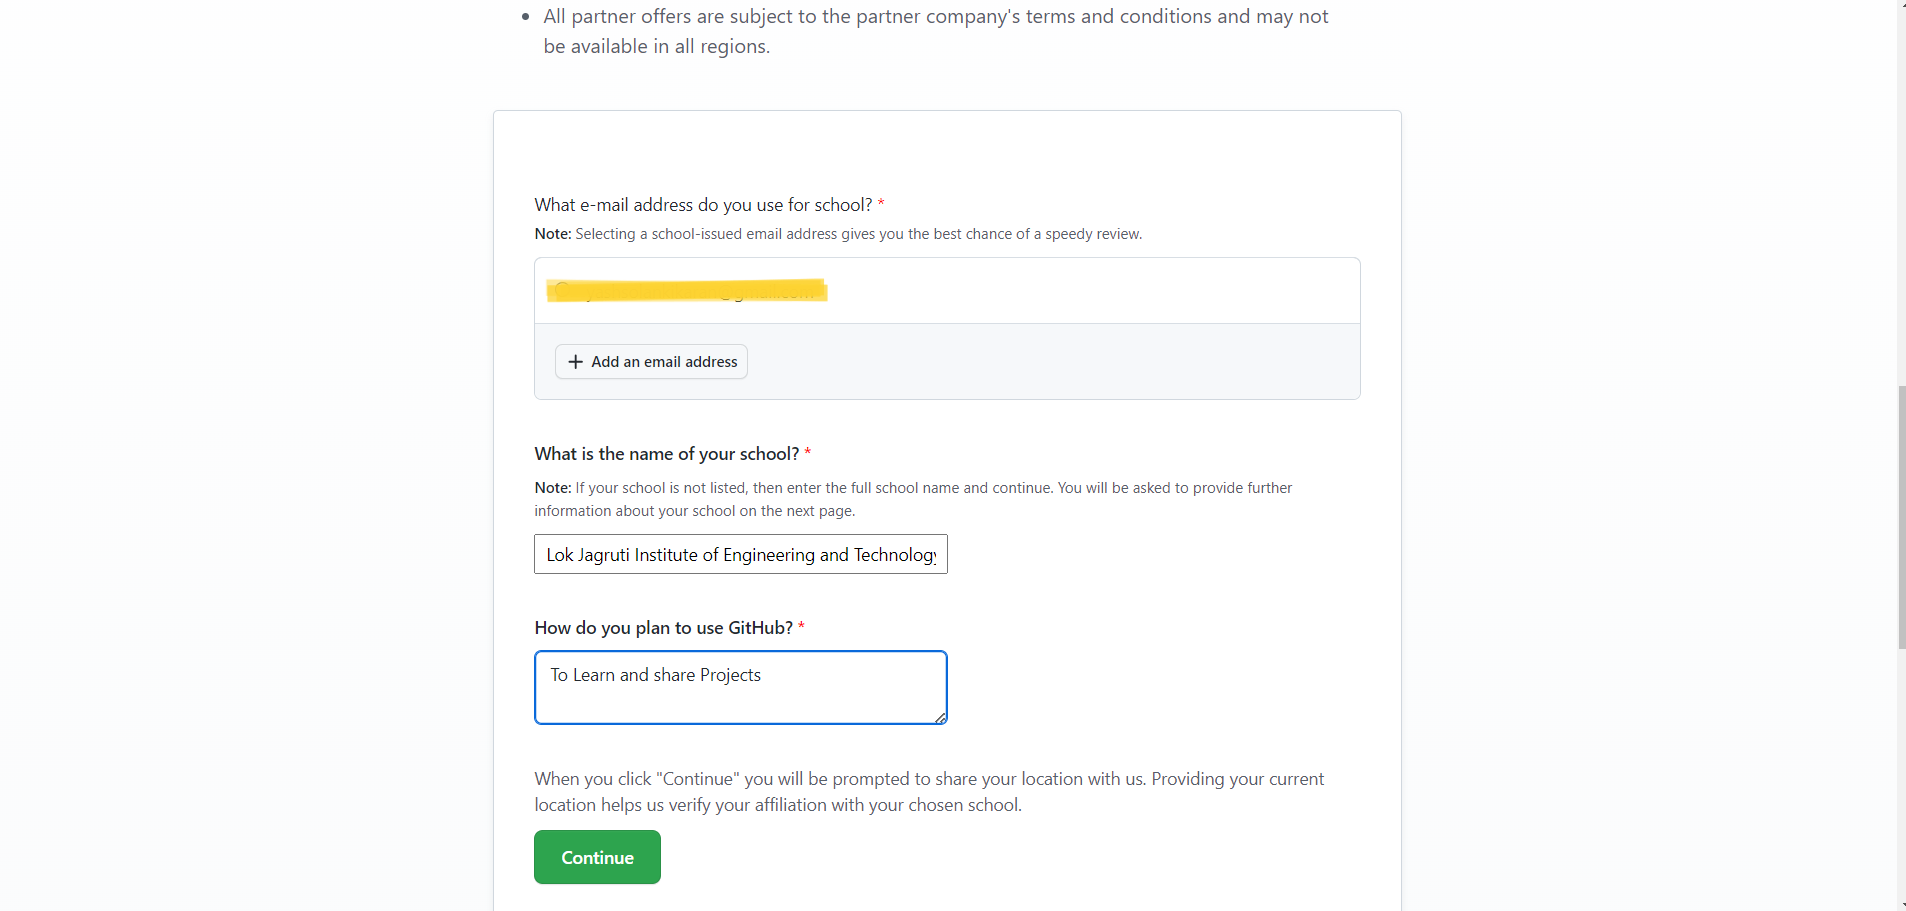 All partner offers are subject to the partner company's terms and conditions and may not
be available in all regions.
What e-mail address do you use for school? *
Note: Selecting a school-issued email address gives you the best chance of a speedy review.
Add an email address
What is the name of your school? *
Note: If your school is not listed, then enter the full school name and continue. You will be asked to provide further
information about your school on the next page.
Lok Jagruti Institute of Engineering and Technology
How do you plan to use GitHub? *
To Learn and share Projects
When you click "Continue" you will be prompted to share your location with us. Providing your current
location helps us verify your affiliation with your chosen school.
Continue